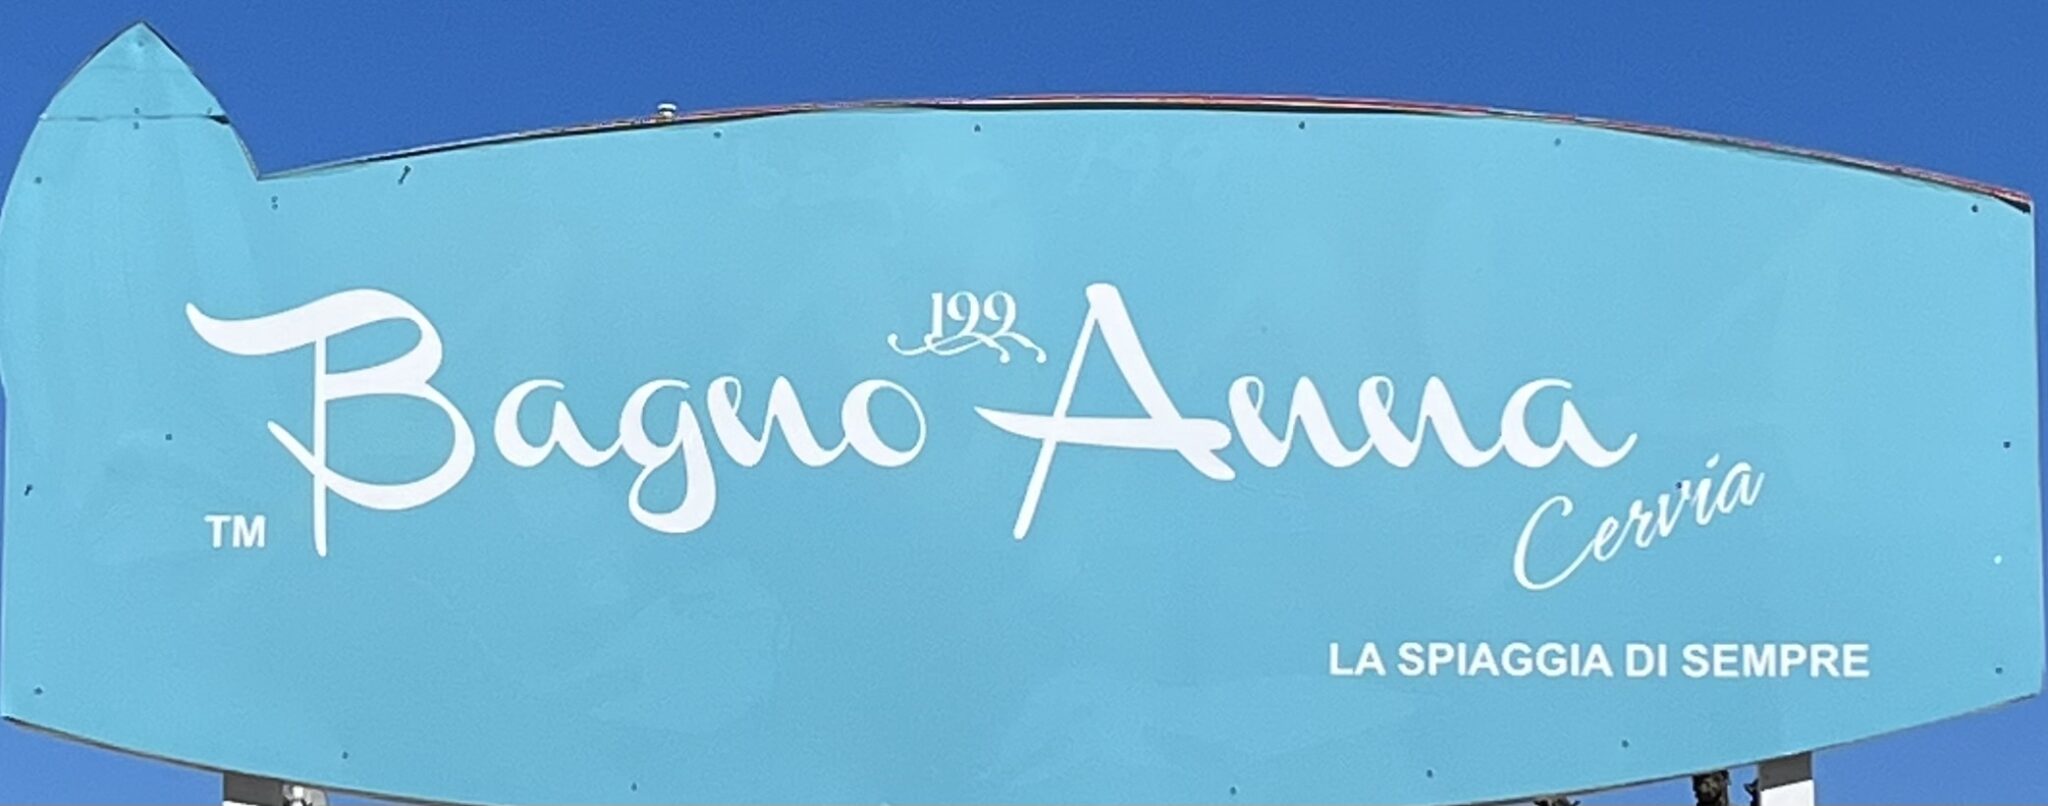 199
Bagno Anna
TM
Cervia
LA SPIAGGIA DI SEMPRE